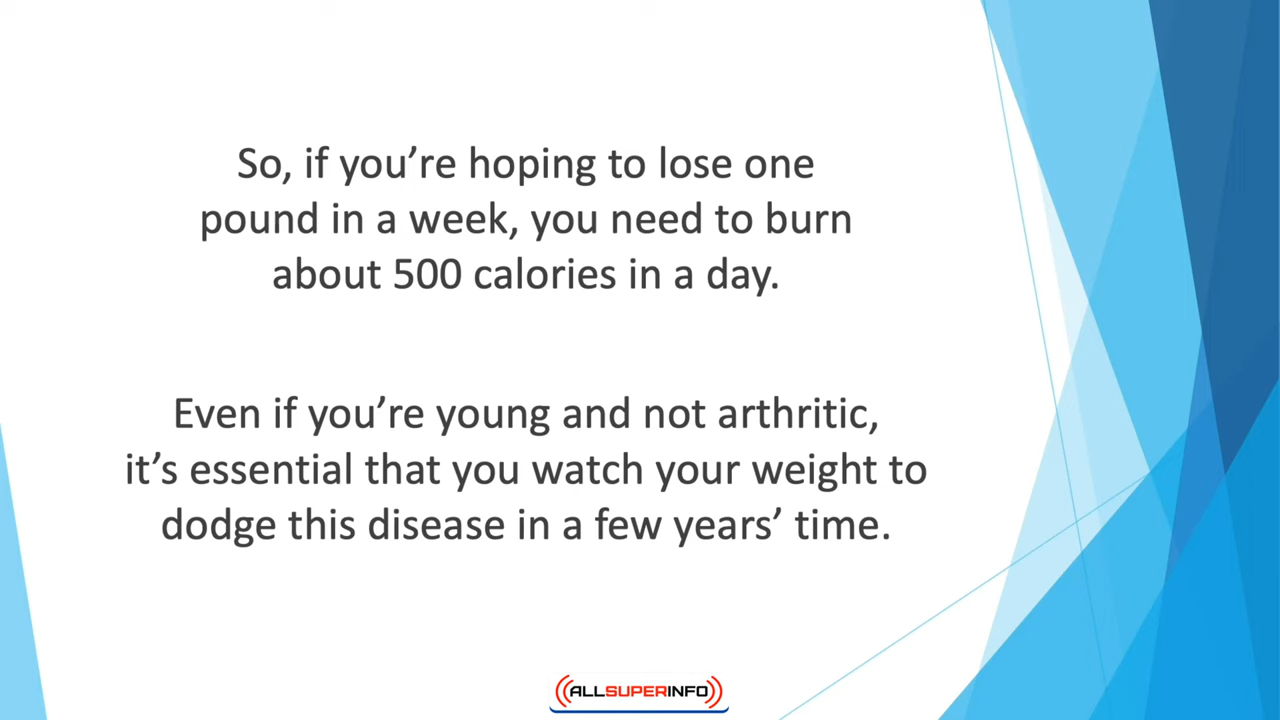 So, if you’re hoping to lose one
pound in a week, you need to burn
about 500 calories in a day.
Even if you’re young and not arthritic,
it’s essential that you watch your weight to
dodge this disease in a few years’ time.
ALLSUPERINFO